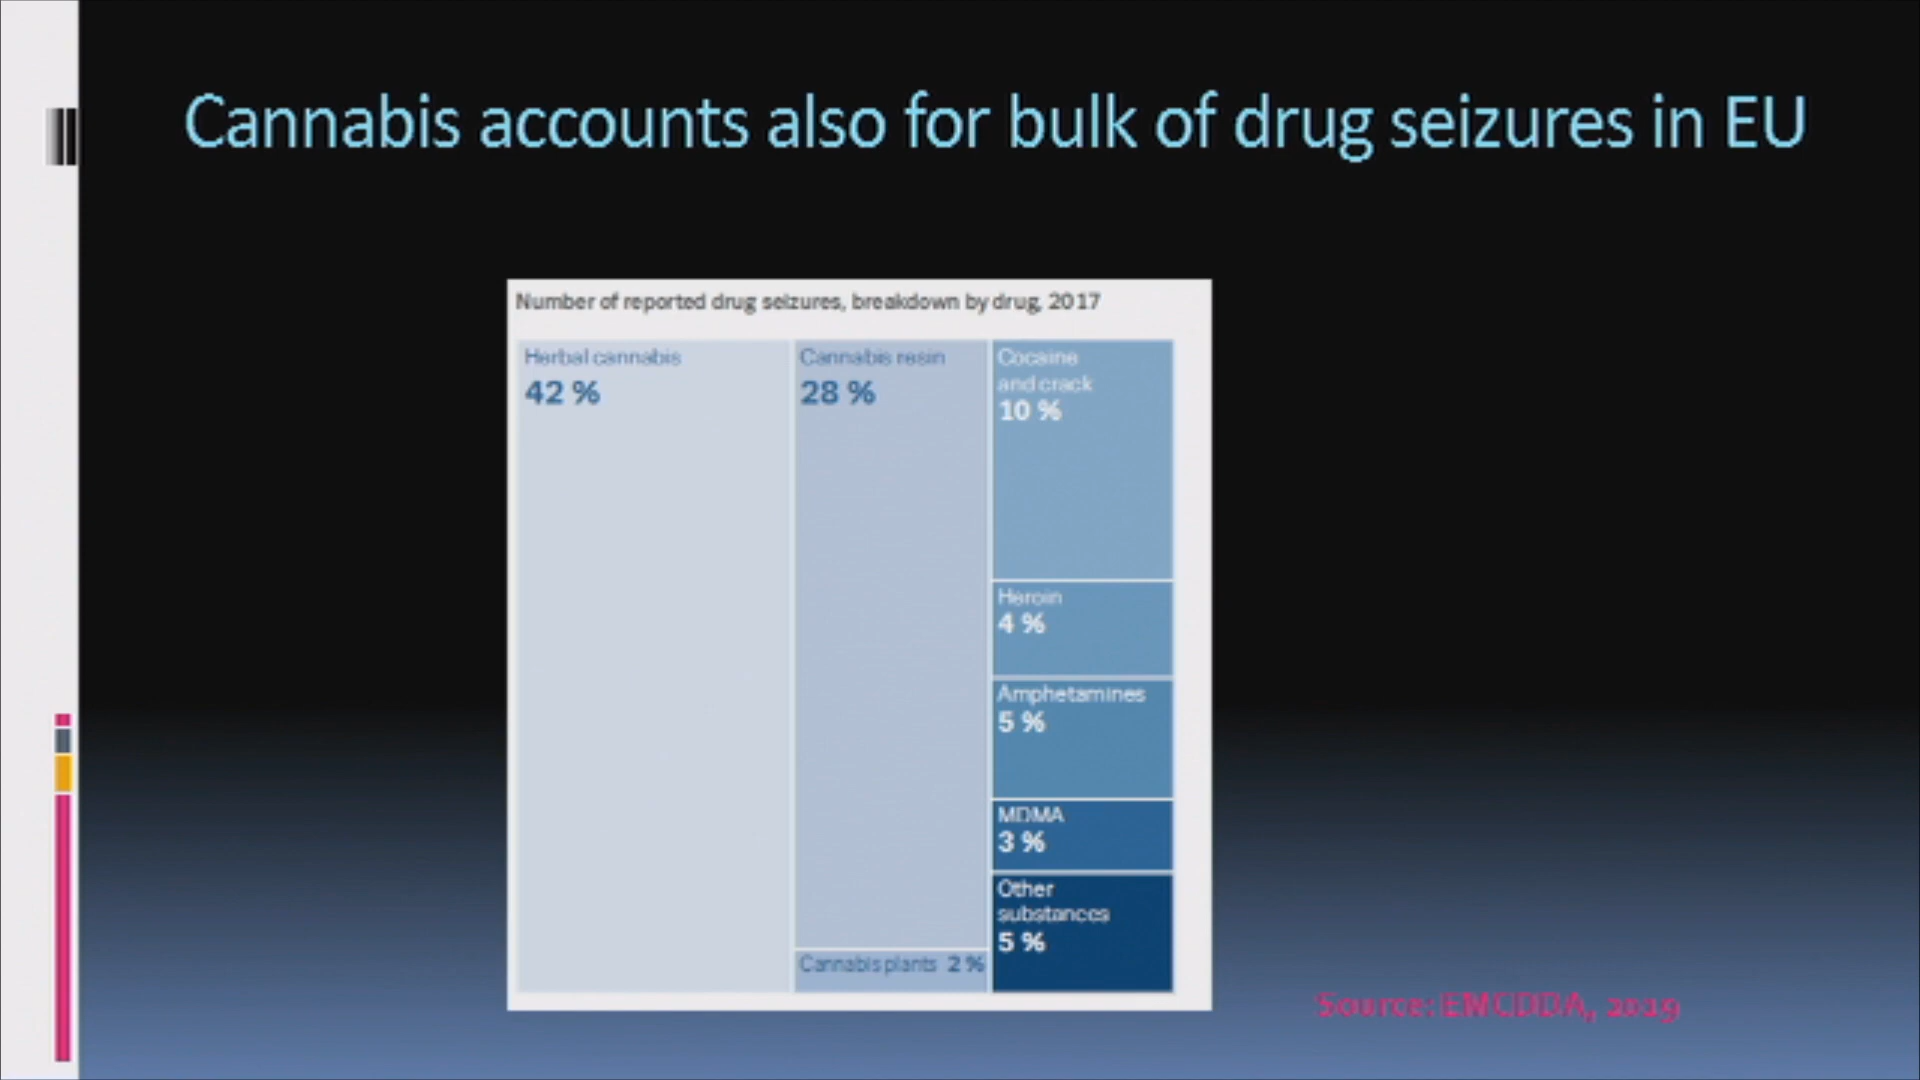 Cannabis accounts also for bulk of drug seizures in EU
Number of reported drug seizures, breakdown by drug, 2017
Herbal cannabis
42 %
Cannabis resin
28 %
Cannabis plants 2 %
Cocaine
and crack
10 %
Heroin
4 %
Amphetamines
5 %
MDMA
3 %
Other
substances
5 %
Source: EMCDDA, 2019